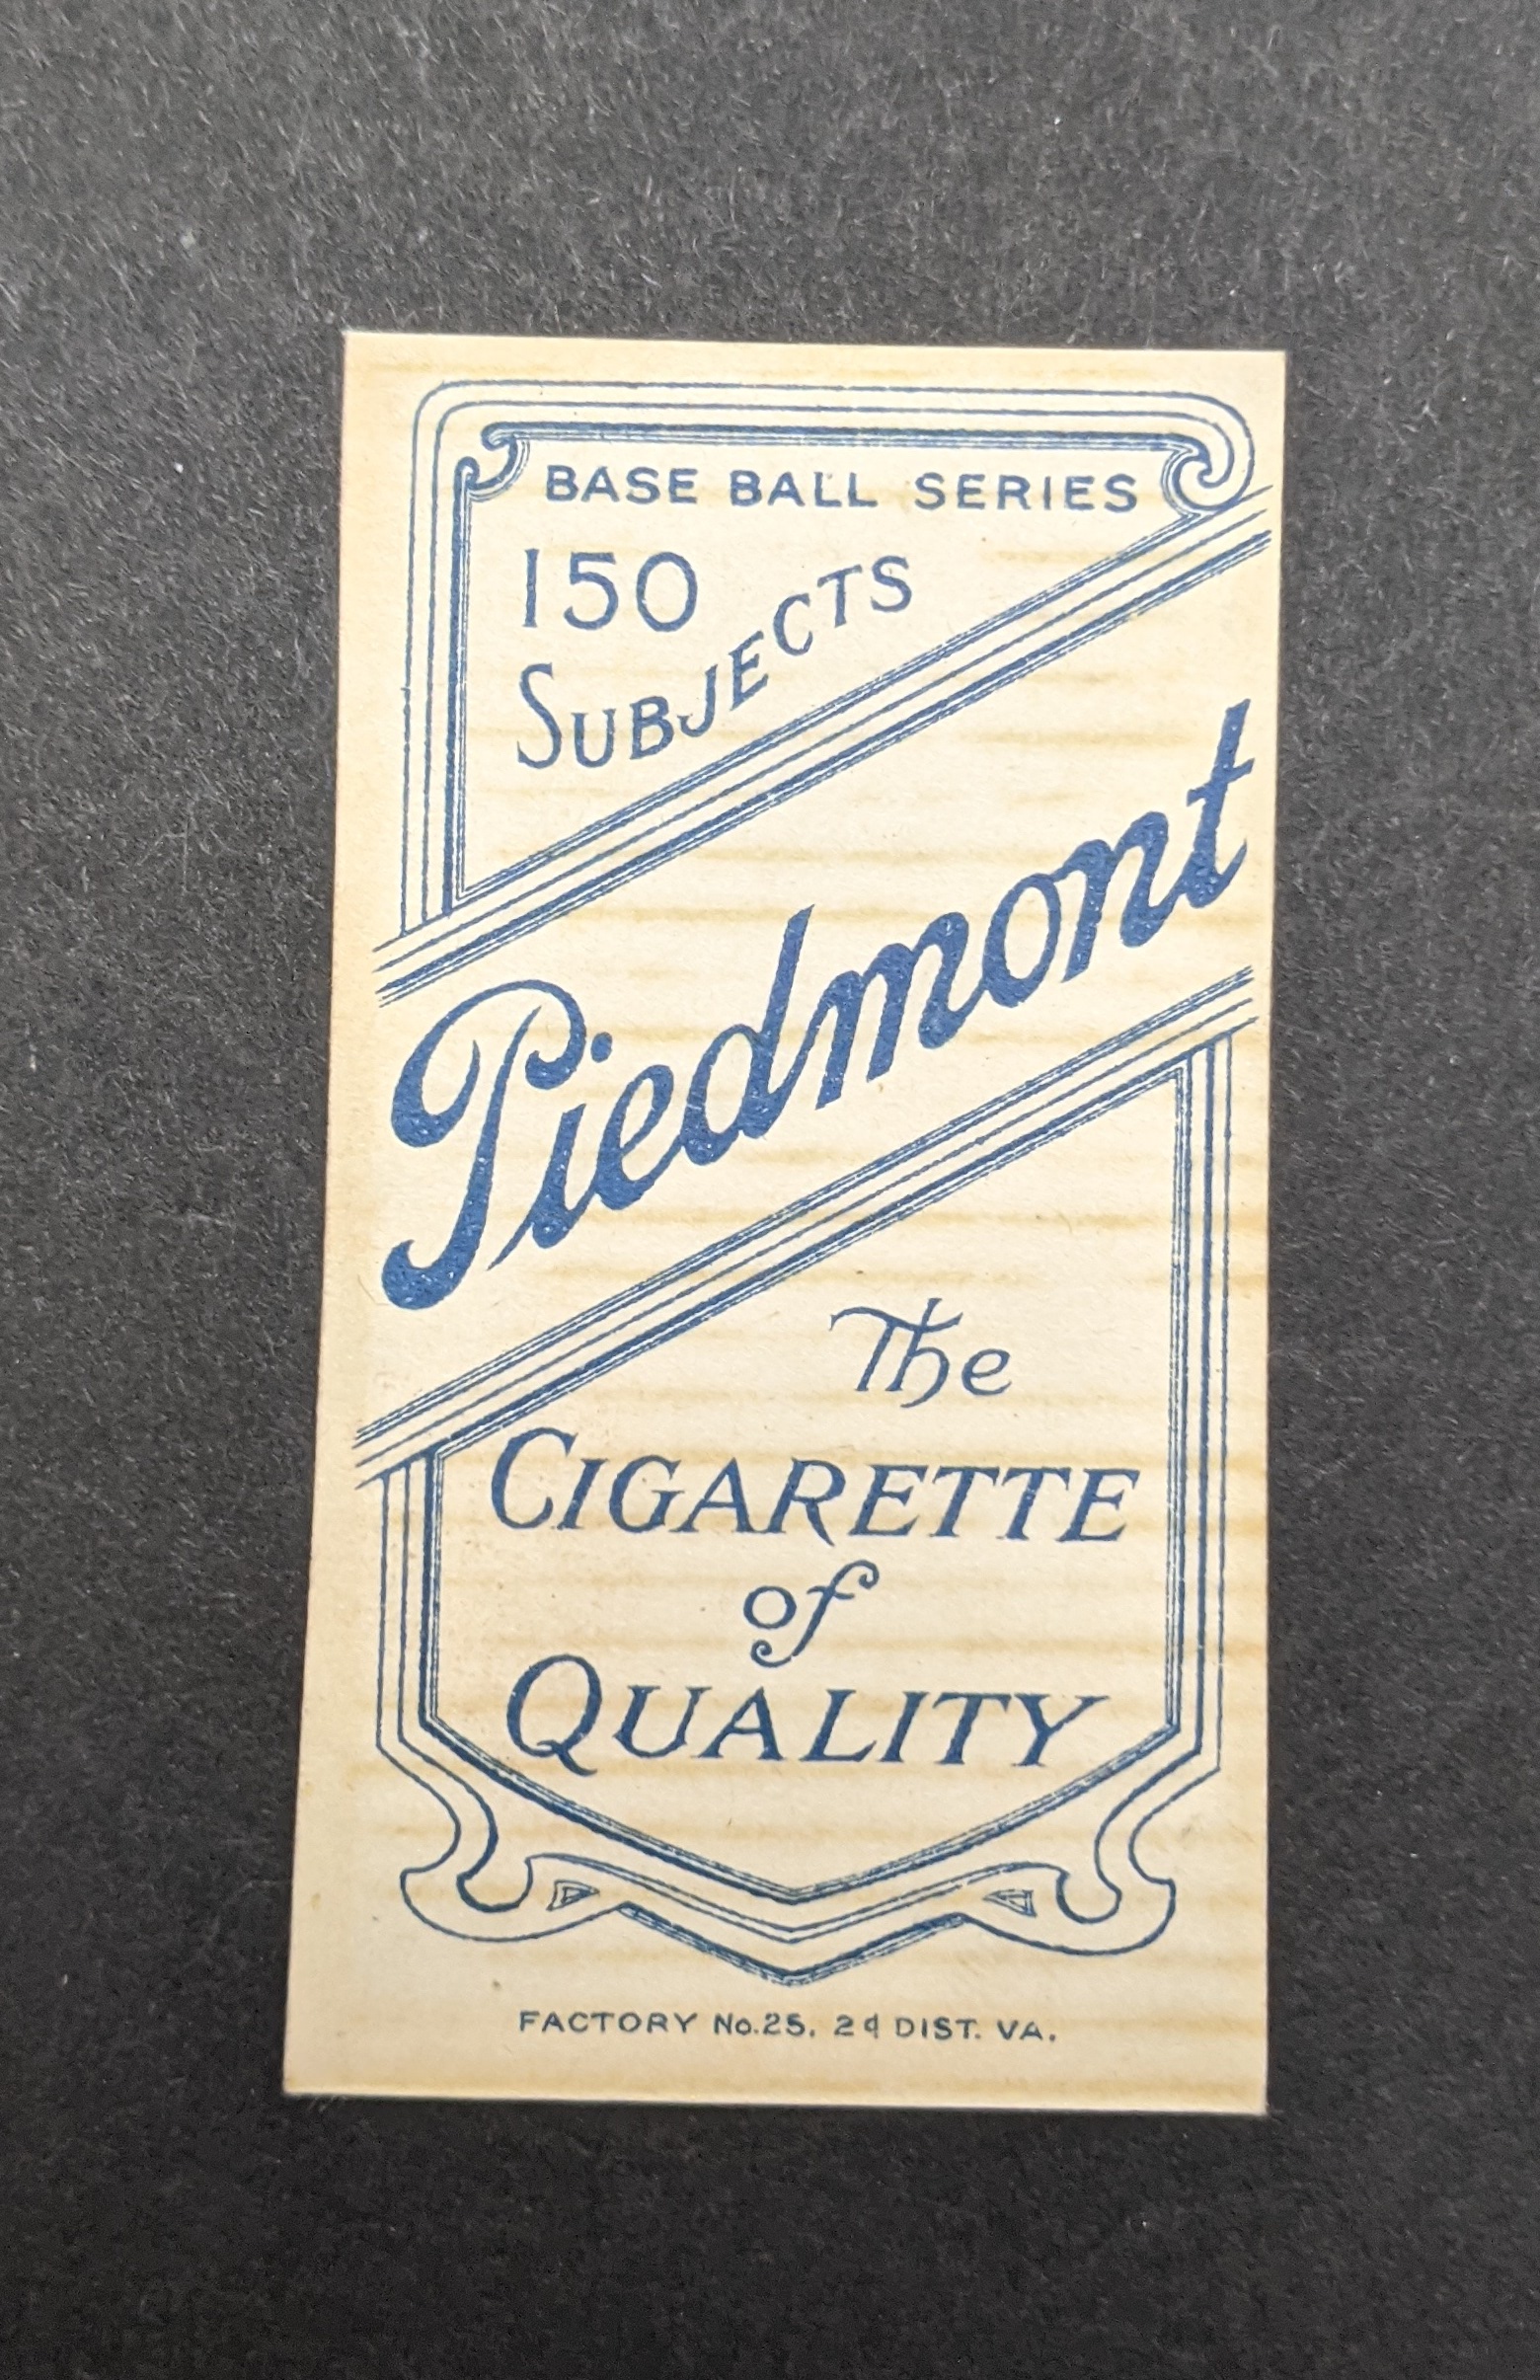 BASE BALL SERIES
150
SUBJECTS
Piedmont
The
CIGARETTE
of
QUALITY
FACTORY No.25. 2d DIST. VA.